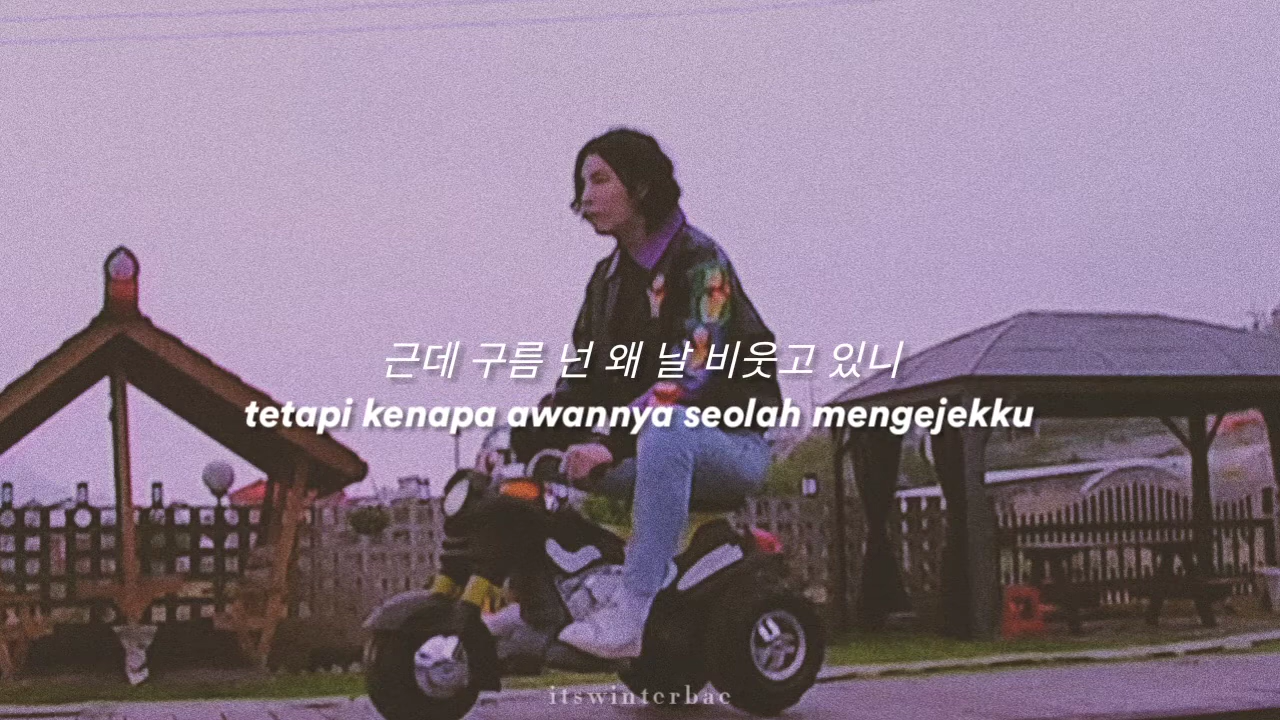 근데 구름 넌 왜 날 비웃고 있니
tetapi kenapa awannya seolah mengejekku
itswinterbae